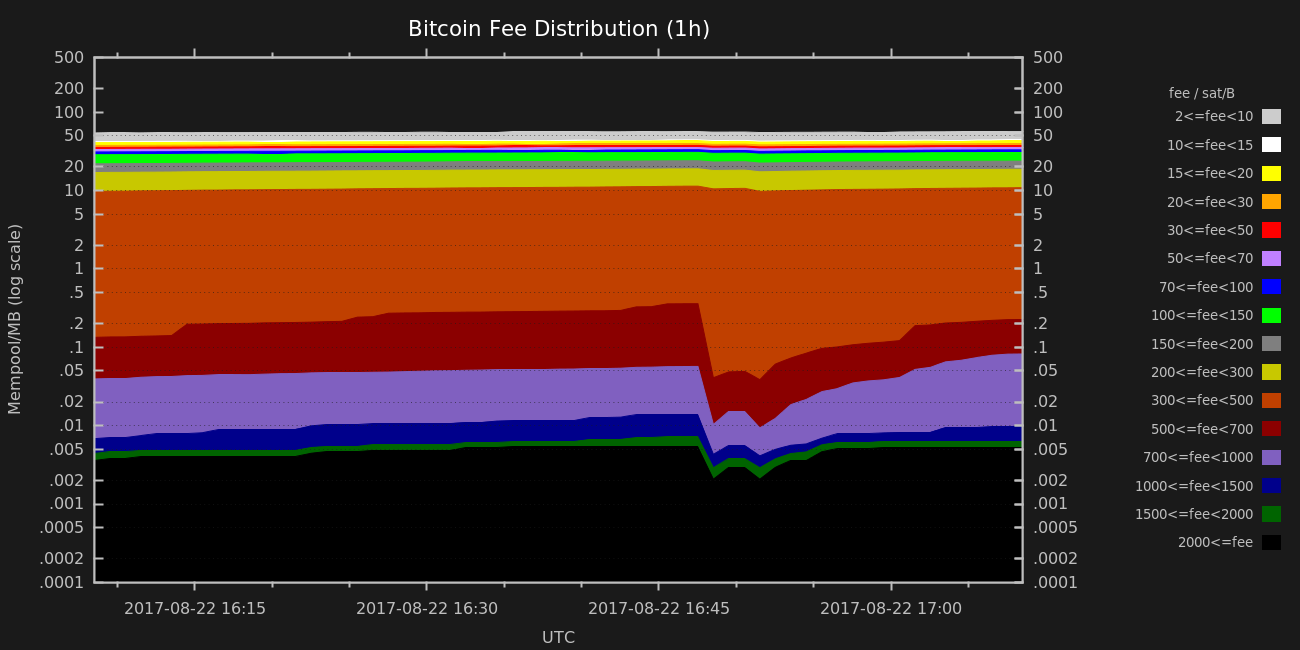 Bitcoin Fee Distribution (1h)
Mempool/MB (log scale)
500
200
100
50
20
10
5
2
1
.5
.2
.1
.05
.02
.01
.005
.002
.001
.0005
.0002
.0001
500
200
100
50
20
10
5
2
1
.5
.2
.1
.05
.02
.01
.005
.002
.001
.0005
.0002
.0001
2017-08-22 16:15
2017-08-22 16:30
2017-08-22 16:45
2017-08-22 17:00
UTC
fee / sat/B
2<=fee<10
10<=fee<15
15<=fee<20
20<=fee<30
30<=fee<50
50<=fee<70
70<=fee<100
100<=fee<150
150<=fee<200
200<=fee<300
300<=fee<500
500<=fee<700
700<=fee<1000
1000<=fee<1500
1500<=fee<2000
2000<=fee